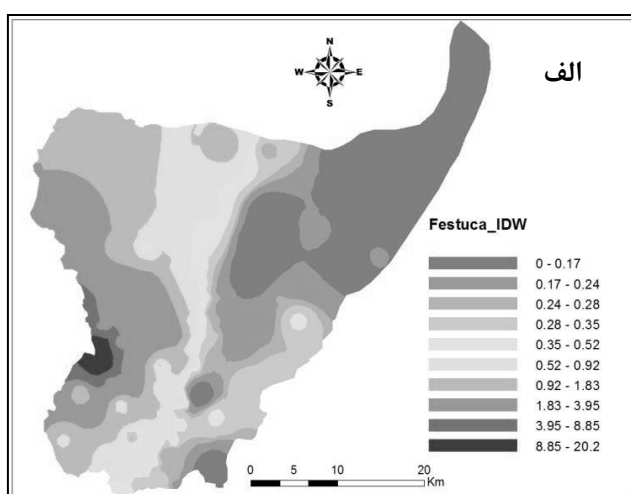 الف
N
W E
S
Festuca_IDW
0 - 0.17
0.17 - 0.24
0.24 - 0.28
0.28 - 0.35
0.35 - 0.52
0.52 - 0.92
0.92 - 1.83
1.83 - 3.95
3.95 - 8.85
8.85 - 20.2
0 5 10 20
Km